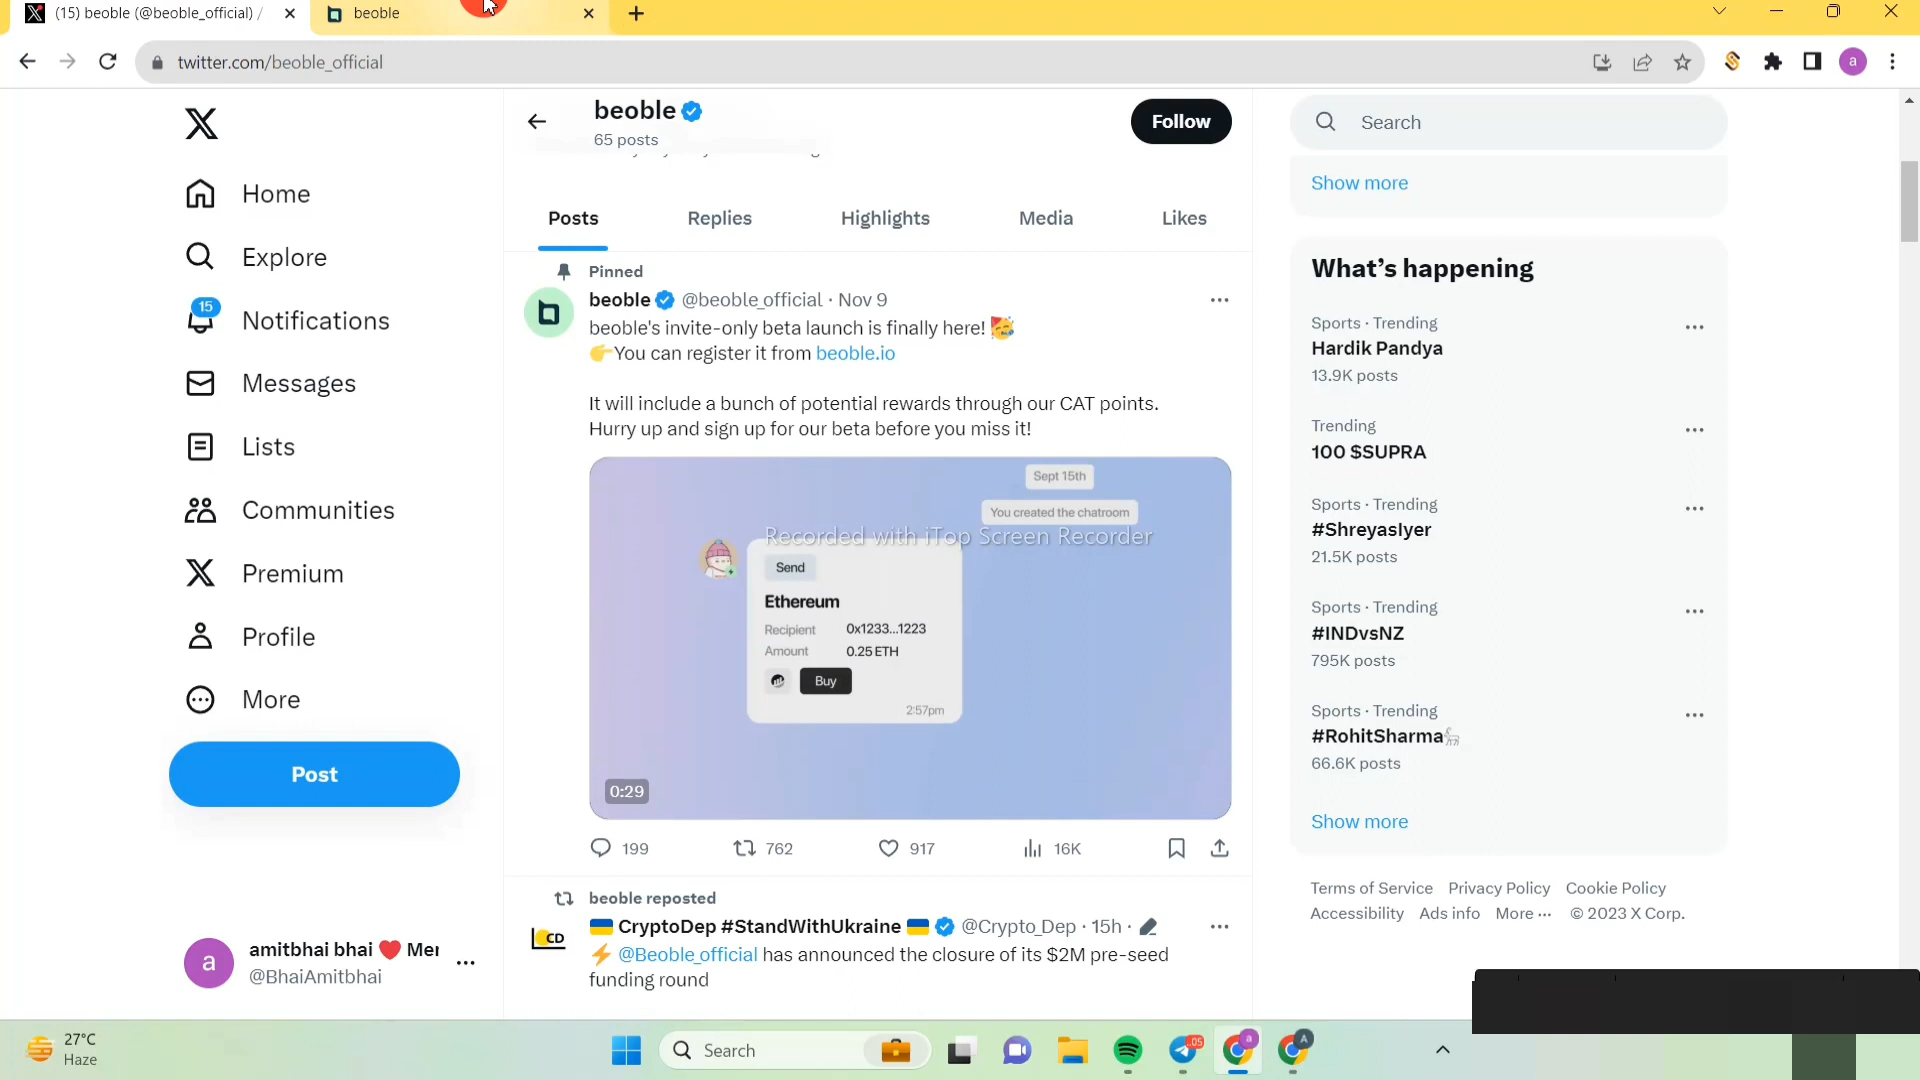 (15) beoble (@beoble_official) /
beoble
twitter.com/beoble_official
Home
Explore
15
Notifications
Messages
Lists
Communities
Premium
Profile
More
Post
a
amitbhai bhai ❤️ Mer
@BhaiAmitbhai
beoble
65 posts
Follow
Posts Replies Highlights Media Likes
Pinned
beoble @beoble_official · Nov 9
beoble's invite-only beta launch is finally here! 🥳
👉You can register it from beoble.io
It will include a bunch of potential rewards through our CAT points.
Hurry up and sign up for our beta before you miss it!
Sept 15th
You created the chatroom
Recorded with iTop Screen Recorder
Send
Ethereum
Recipient 0x1233...1223
Amount 0.25 ETH
Buy
2:57pm
0:29
199 762 917 16K
beoble reposted
CD
🇺🇦 CryptoDep #StandWithUkraine 🇺🇦 @Crypto_Dep · 15h ·
⚡ @Beoble_official has announced the closure of its $2M pre-seed
funding round
Search
Show more
What's happening
Sports · Trending
Hardik Pandya
13.9K posts
Trending
100 $SUPRA
Sports · Trending
#ShreyasIyer
21.5K posts
Sports · Trending
#INDvsNZ
795K posts
Sports · Trending
#RohitSharma🐐
66.6K posts
Show more
Terms of Service Privacy Policy Cookie Policy
Accessibility Ads info More ··· © 2023 X Corp.
27°C
Haze
Search
.05
a
A